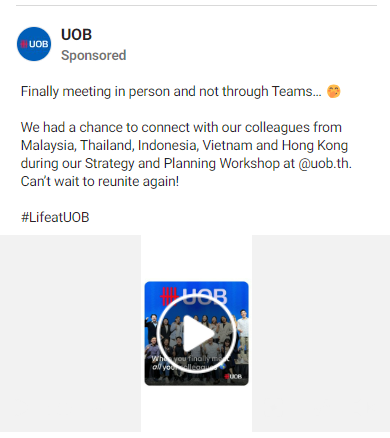 UOB
UOB
Sponsored
Finally meeting in person and not through Teams... 🤭
We had a chance to connect with our colleagues from
Malaysia, Thailand, Indonesia, Vietnam and Hong Kong
during our Strategy and Planning Workshop at @uob.th.
Can't wait to reunite again!
#LifeatUOB
UOB
When you finally meet
all your colleagues
UOB